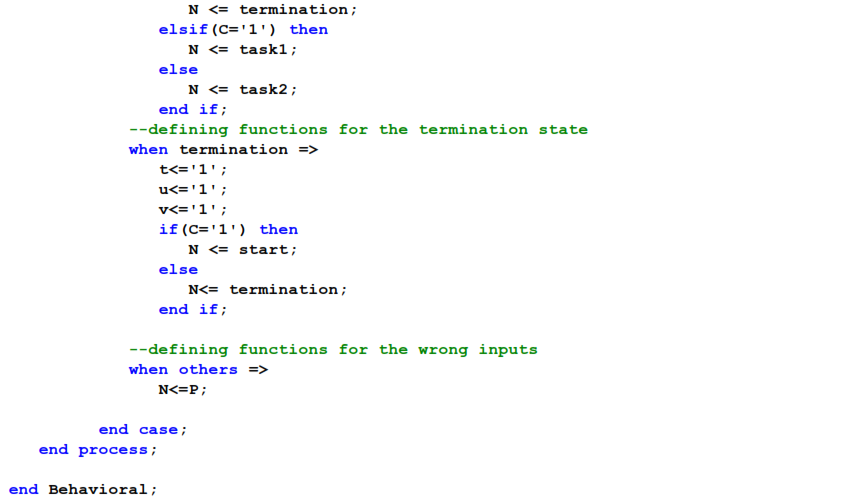 N <= termination;
elsif(C='1') then
N <= task1;
else
N <= task2;
end if;
--defining functions for the termination state
when termination =>
t<='1';
u<='1';
v<='1';
if(C='1') then
N <= start;
else
N<= termination;
end if;
--defining functions for the wrong inputs
when others =>
N<=P;
end case;
end process;
end Behavioral;